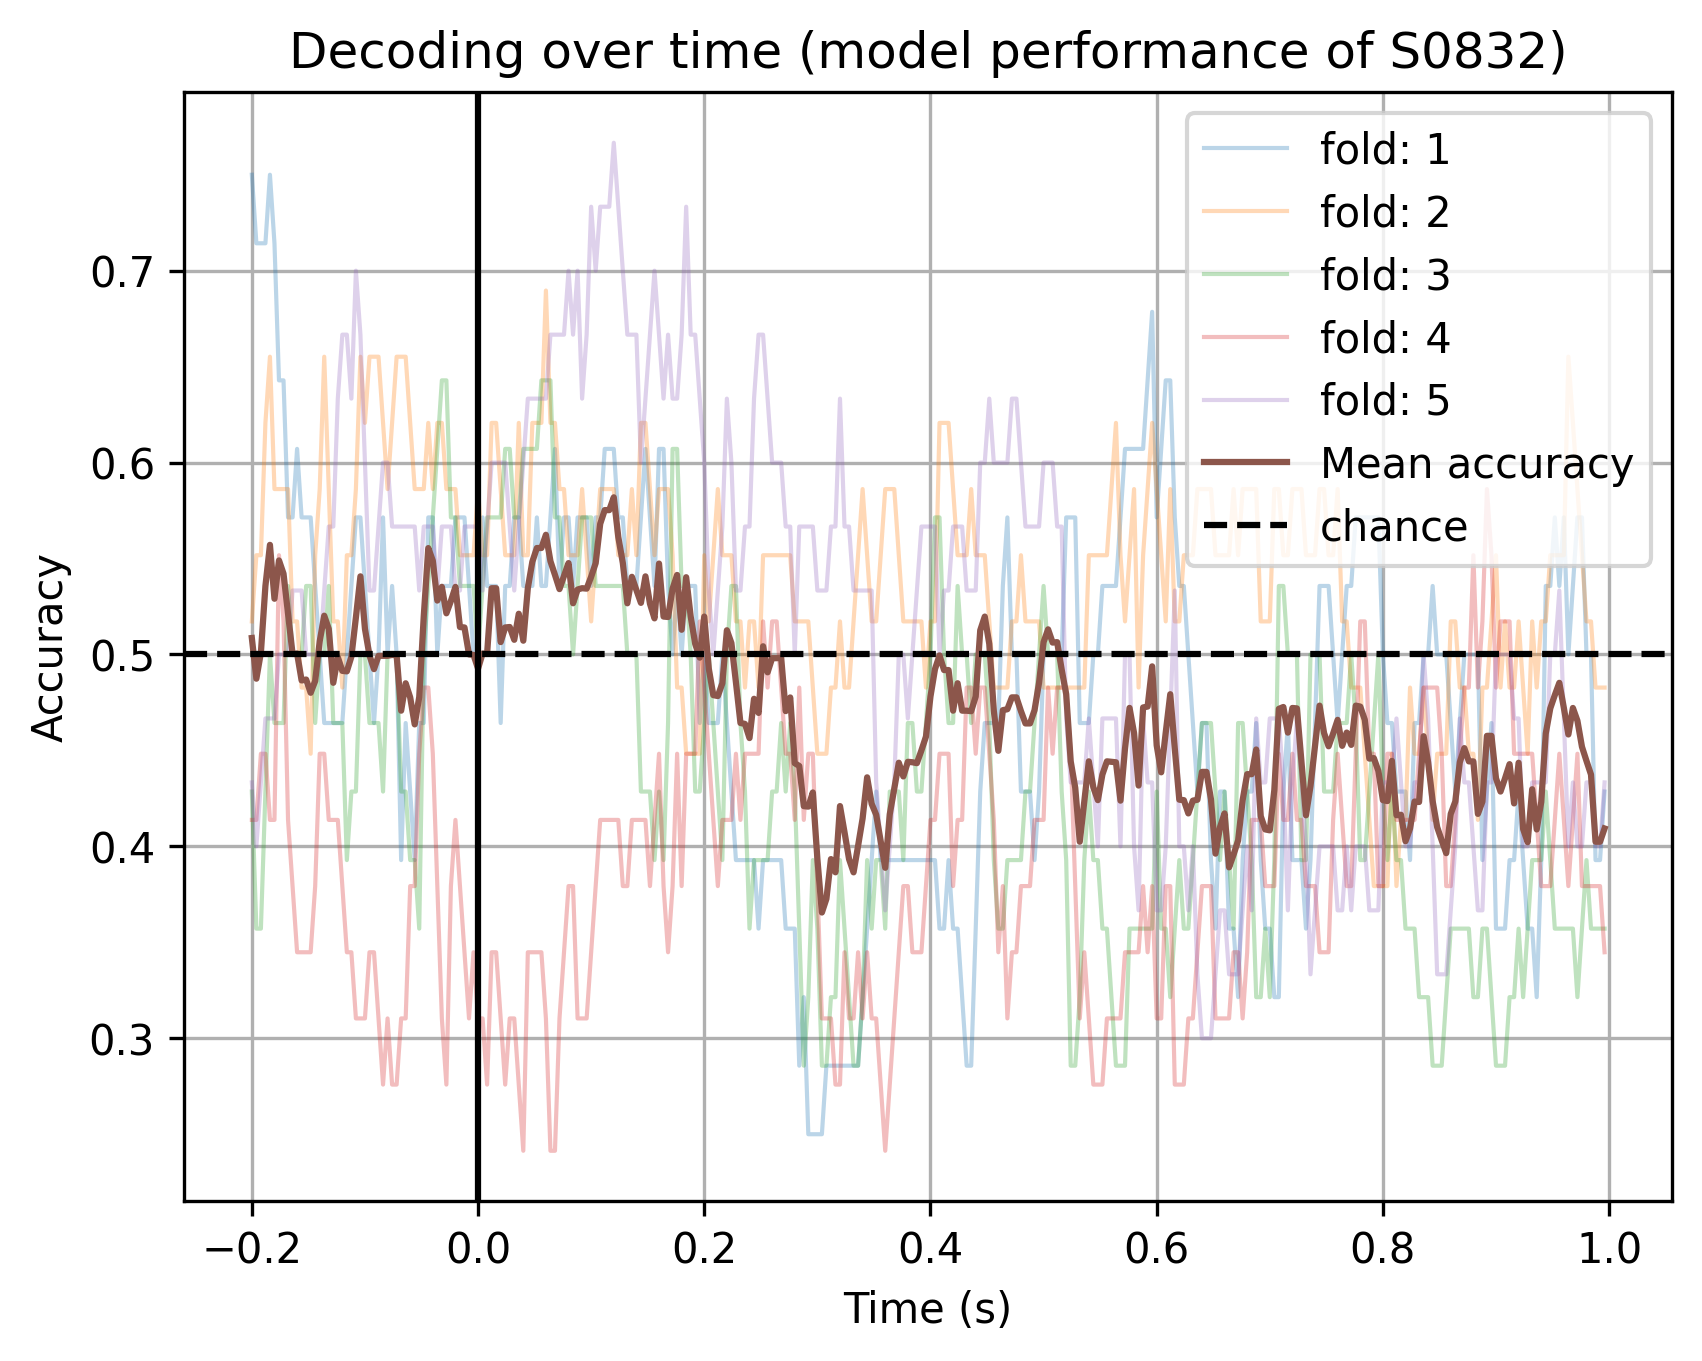 Decoding over time (model performance of S0832)
fold: 1
fold: 2
fold: 3
fold: 4
fold: 5
Mean accuracy
chance
Accuracy
0.7
0.6
0.5
0.4
0.3
−0.2 0.0 0.2 0.4 0.6 0.8 1.0
Time (s)